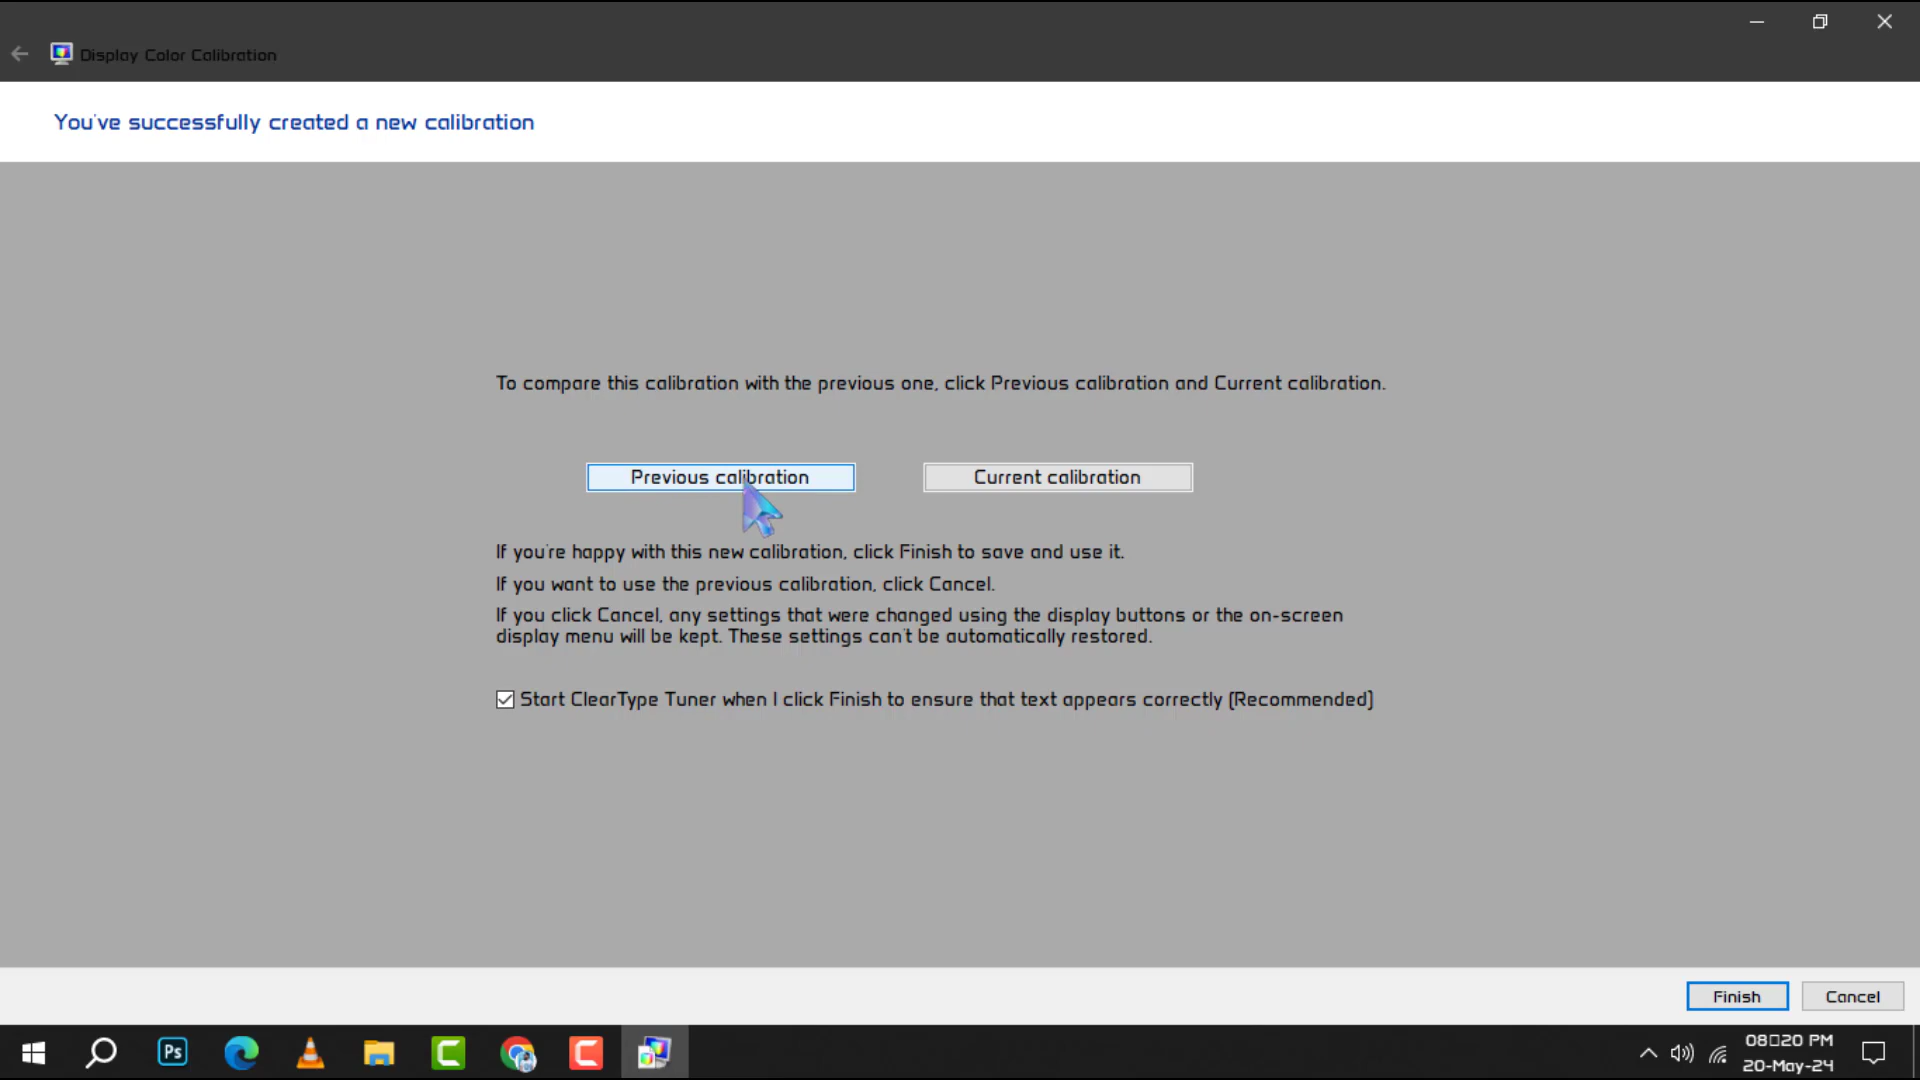 Display Color Calibration
You've successfully created a new calibration
To compare this calibration with the previous one, click Previous calibration and Current calibration.
Previous calibration
Current calibration
If you're happy with this new calibration, click Finish to save and use it.
If you want to use the previous calibration, click Cancel.
If you click Cancel, any settings that were changed using the display buttons or the on-screen
display menu will be kept. These settings can't be automatically restored.
Start ClearType Tuner when I click Finish to ensure that text appears correctly (Recommended)
Finish
Cancel
Ps
08□20 PM
20-May-24